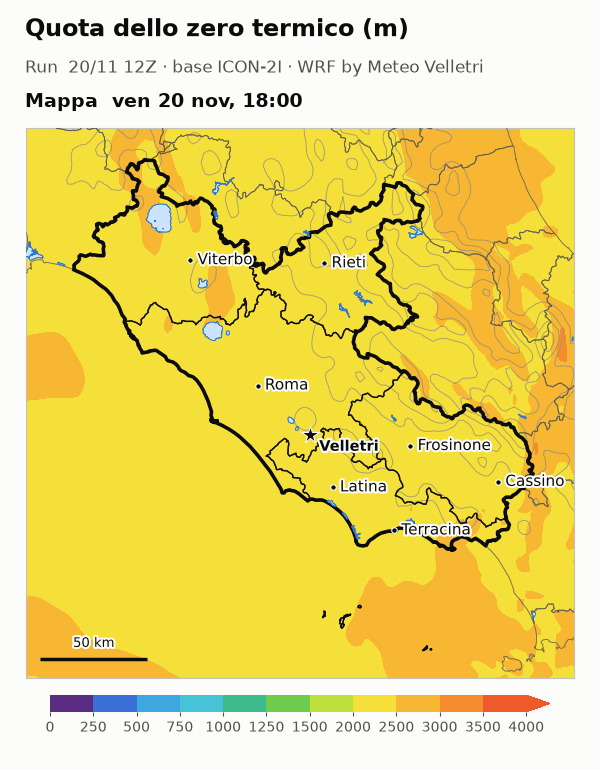 Quota dello zero termico (m)
Run  20/11 12Z · base ICON-2I · WRF by Meteo Velletri
Mappa  ven 20 nov, 18:00
Viterbo
Rieti
Roma
Velletri
Frosinone
Latina
Cassino
Terracina
50 km
0 250 500 750 1000 1250 1500 2000 2500 3000 3500 4000